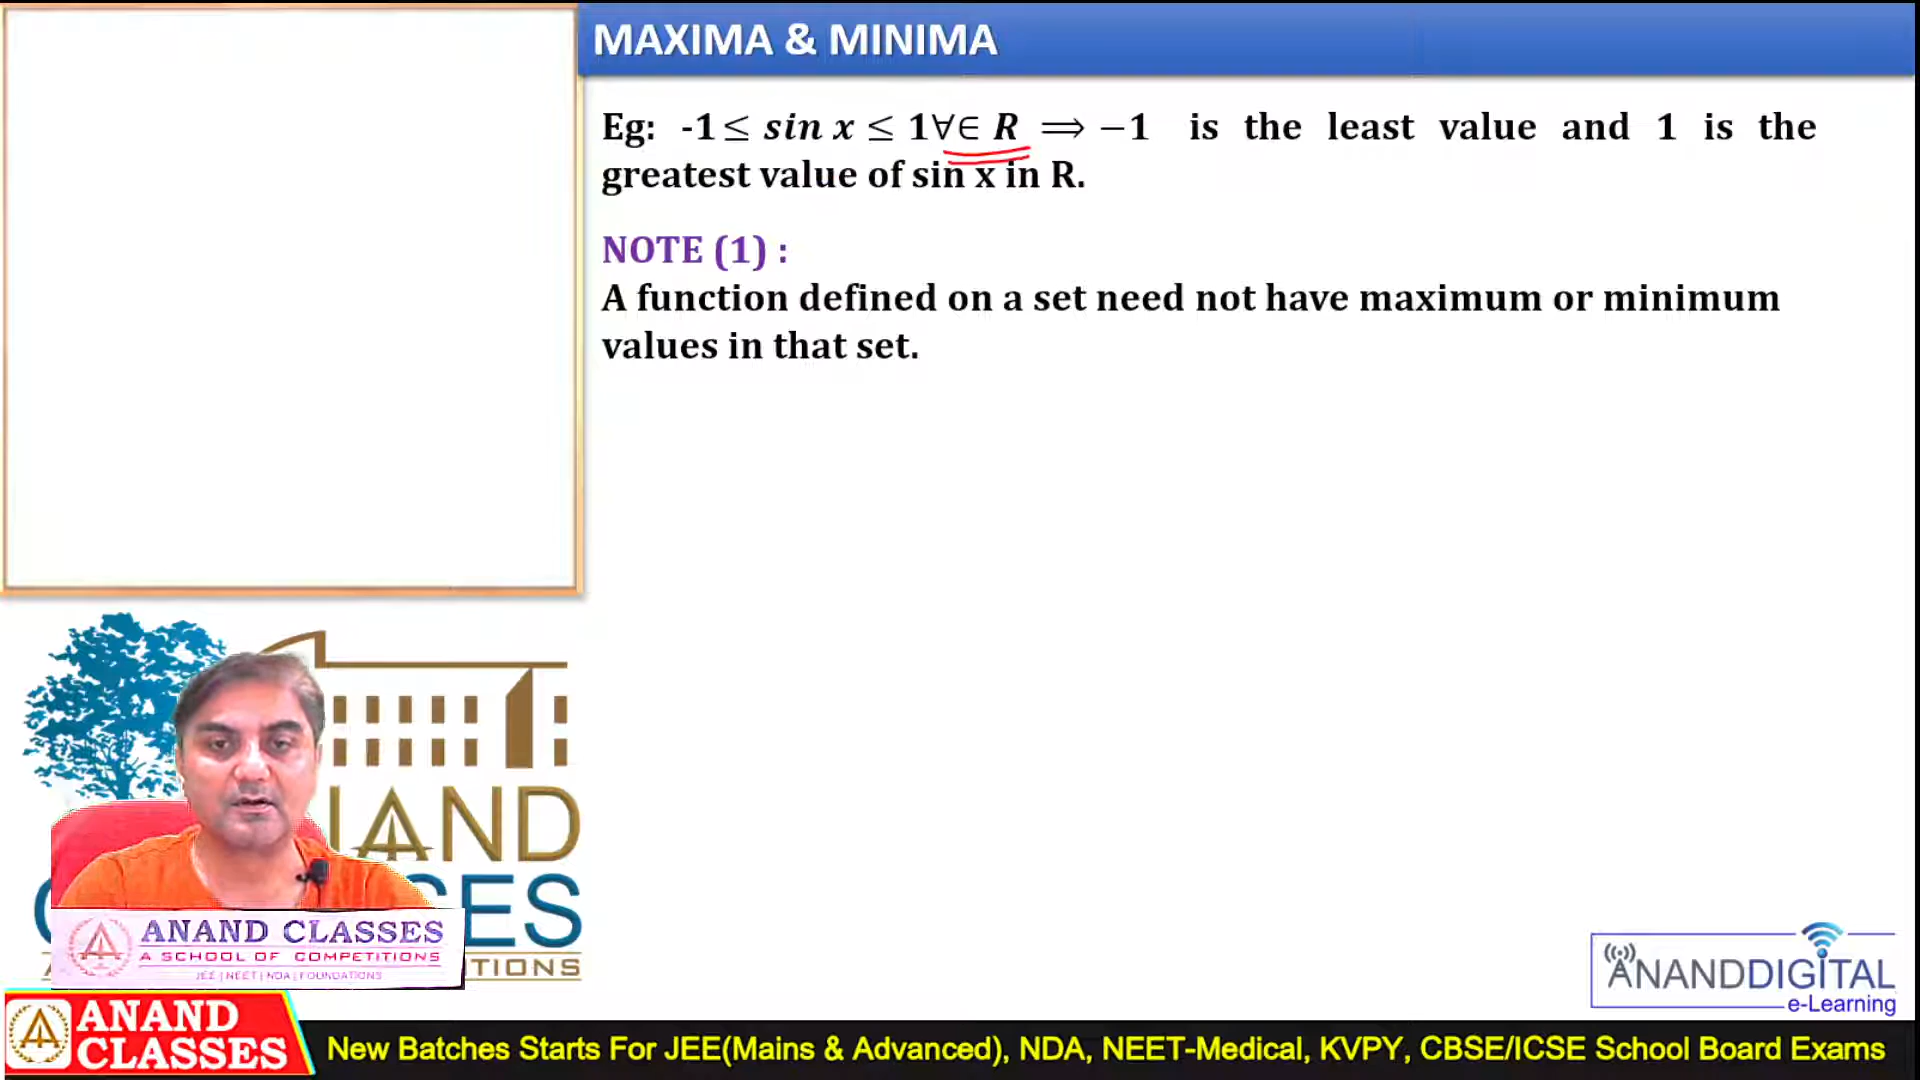 MAXIMA & MINIMA
Eg: -1 ≤ sin x ≤ 1∀∈ R ⟹ −1 is the least value and 1 is the
greatest value of sin x in R.
NOTE (1) :
A function defined on a set need not have maximum or minimum
values in that set.
AND
SES
TIONS
ANAND CLASSES
A SCHOOL OF COMPETITIONS
JEE | NEET | NDA | FOUNDATIONS
ANANDDIGITAL
e-Learning
ANAND
CLASSES
New Batches Starts For JEE(Mains & Advanced), NDA, NEET-Medical, KVPY, CBSE/ICSE School Board Exams